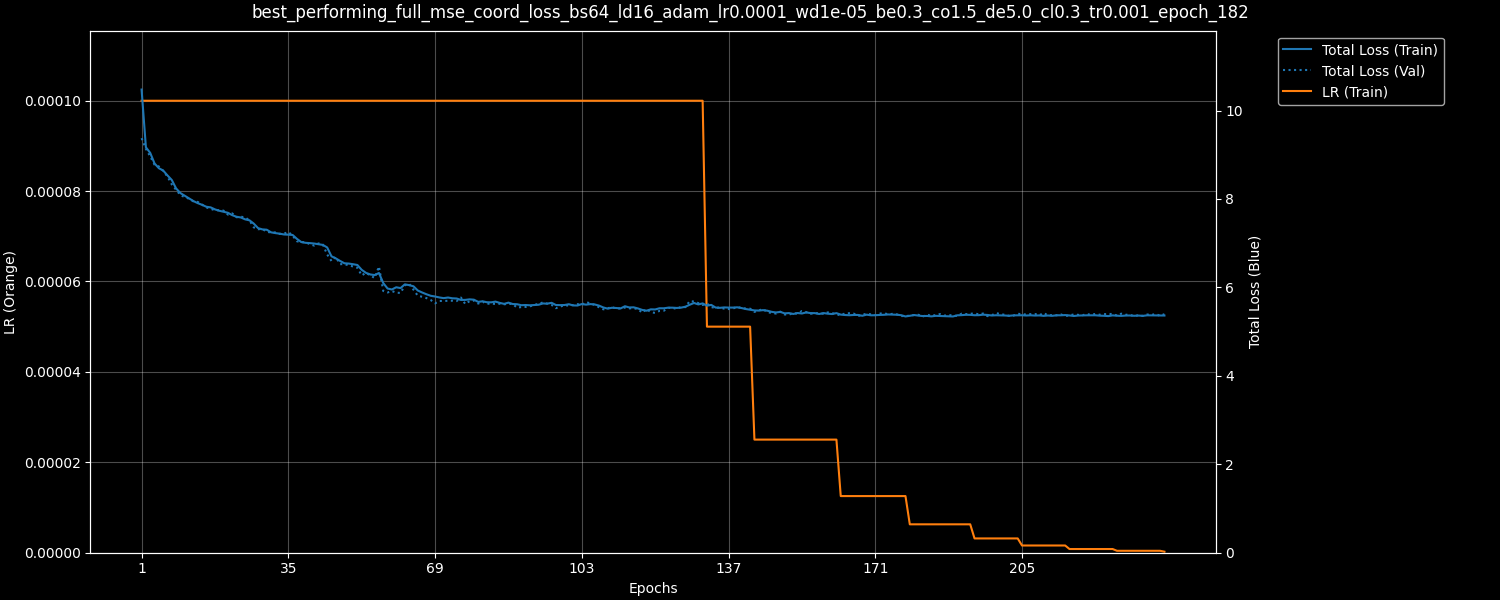 best_performing_full_mse_coord_loss_bs64_ld16_adam_lr0.0001_wd1e-05_be0.3_co1.5_de5.0_cl0.3_tr0.001_epoch_182
Total Loss (Train)
Total Loss (Val)
LR (Train)
LR (Orange)
0.00010
0.00008
0.00006
0.00004
0.00002
0.00000
Total Loss (Blue)
10
8
6
4
2
0
1 35 69 103 137 171 205
Epochs